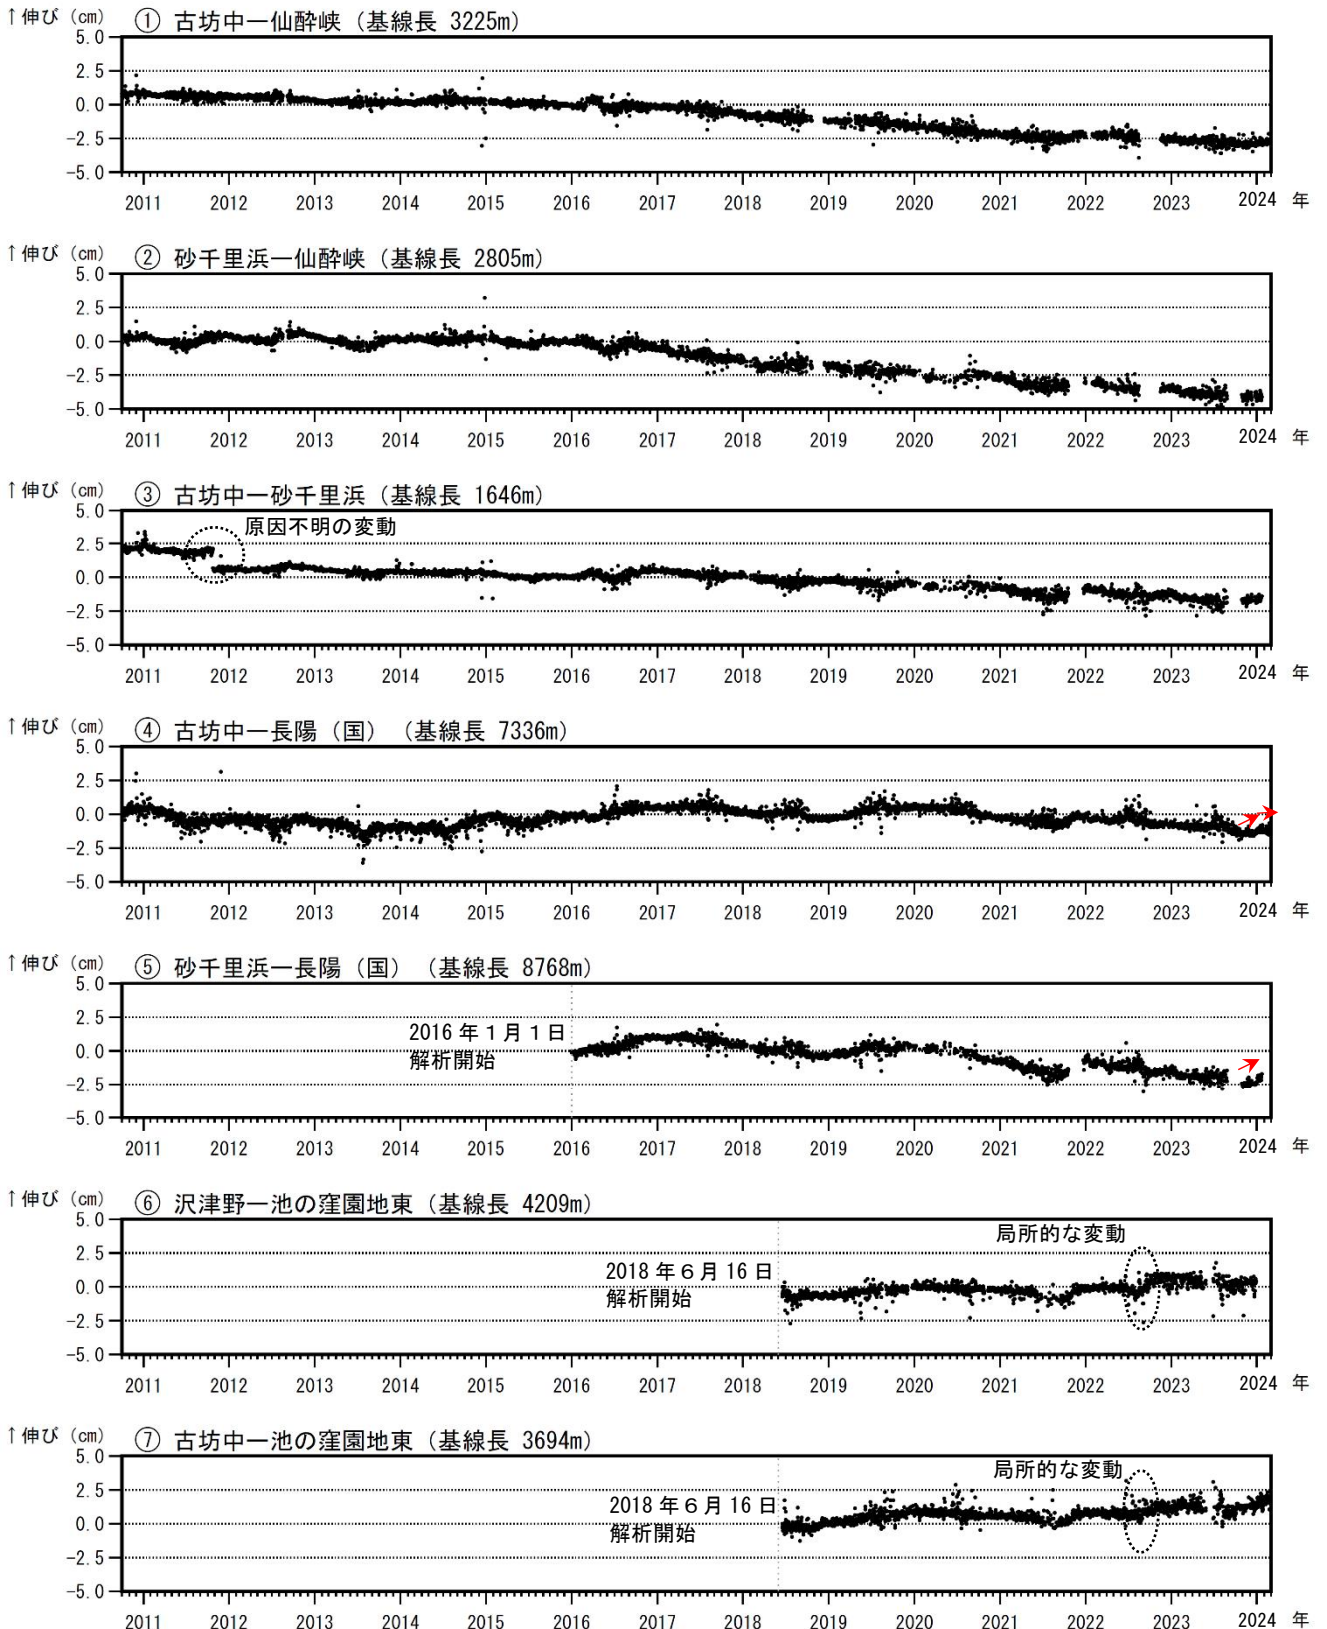 ↑伸び（cm） ① 古坊中ー仙酔峡（基線長 3225m）
5.0
2.5
0.0
-2.5
-5.0
2011 2012 2013 2014 2015 2016 2017 2018 2019 2020 2021 2022 2023 2024 年
↑伸び（cm） ② 砂千里浜ー仙酔峡（基線長 2805m）
5.0
2.5
0.0
-2.5
-5.0
2011 2012 2013 2014 2015 2016 2017 2018 2019 2020 2021 2022 2023 2024 年
↑伸び（cm） ③ 古坊中ー砂千里浜（基線長 1646m）
5.0
原因不明の変動
2.5
0.0
-2.5
-5.0
2011 2012 2013 2014 2015 2016 2017 2018 2019 2020 2021 2022 2023 2024 年
↑伸び（cm） ④ 古坊中ー長陽（国）（基線長 7336m）
5.0
2.5
0.0
-2.5
-5.0
2011 2012 2013 2014 2015 2016 2017 2018 2019 2020 2021 2022 2023 2024 年
↑伸び（cm） ⑤ 砂千里浜ー長陽（国）（基線長 8768m）
5.0
2.5
2016年1月1日
0.0
解析開始
-2.5
-5.0
2011 2012 2013 2014 2015 2016 2017 2018 2019 2020 2021 2022 2023 2024 年
↑伸び（cm） ⑥ 沢津野ー池の窪園地東（基線長 4209m）
5.0
局所的な変動
2.5
2018年6月16日
0.0
解析開始
-2.5
-5.0
2011 2012 2013 2014 2015 2016 2017 2018 2019 2020 2021 2022 2023 2024 年
↑伸び（cm） ⑦ 古坊中ー池の窪園地東（基線長 3694m）
5.0
局所的な変動
2.5
2018年6月16日
0.0
解析開始
-2.5
-5.0
2011 2012 2013 2014 2015 2016 2017 2018 2019 2020 2021 2022 2023 2024 年